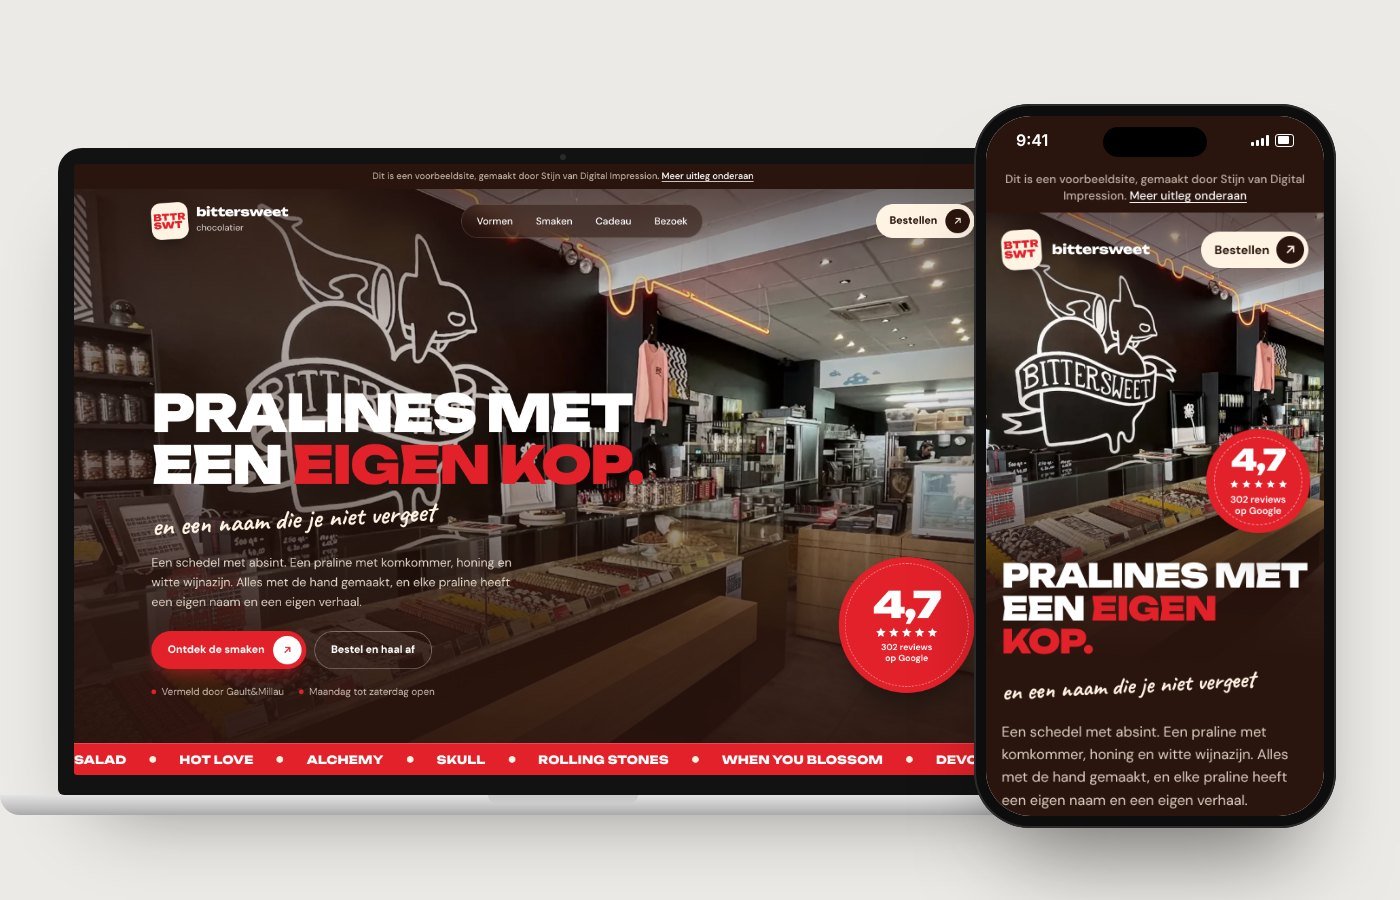 Dit is een voorbeeldsite, gemaakt door Stijn van Digital Impression. Meer uitleg onderaan
BTTR
SWT
bittersweet
chocolatier
Vormen
Smaken
Cadeau
Bezoek
Bestellen
BITTERSWEET
PRALINES MET
EEN EIGEN KOP.
en een naam die je niet vergeet
Een schedel met absint. Een praline met komkommer, honing en
witte wijnazijn. Alles met de hand gemaakt, en elke praline heeft
een eigen naam en een eigen verhaal.
Ontdek de smaken
Bestel en haal af
Vermeld door Gault&Millau
Maandag tot zaterdag open
4,7
302 reviews
op Google
SALAD
HOT LOVE
ALCHEMY
SKULL
ROLLING STONES
WHEN YOU BLOSSOM
9:41
Dit is een voorbeeldsite, gemaakt door Stijn van Digital
Impression. Meer uitleg onderaan
BTTR
SWT
bittersweet
Bestellen
BITTERSWEET
4,7
302 reviews
op Google
PRALINES MET
EEN EIGEN
KOP.
en een naam die je niet vergeet
Een schedel met absint. Een praline met
komkommer, honing en witte wijnazijn. Alles
met de hand gemaakt, en elke praline heeft
een eigen naam en een eigen verhaal.